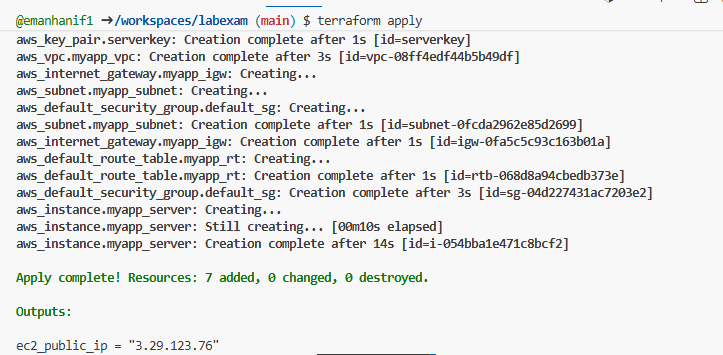 @emanhanif1 ➜/workspaces/labexam (main) $ terraform apply
aws_key_pair.serverkey: Creation complete after 1s [id=serverkey]
aws_vpc.myapp_vpc: Creation complete after 3s [id=vpc-08ff4edf44b5b49df]
aws_internet_gateway.myapp_igw: Creating...
aws_subnet.myapp_subnet: Creating...
aws_default_security_group.default_sg: Creating...
aws_subnet.myapp_subnet: Creation complete after 1s [id=subnet-0fcda2962e85d2699]
aws_internet_gateway.myapp_igw: Creation complete after 1s [id=igw-0fa5c5c93c163b01a]
aws_default_route_table.myapp_rt: Creating...
aws_default_route_table.myapp_rt: Creation complete after 1s [id=rtb-068d8a94cbedb373e]
aws_default_security_group.default_sg: Creation complete after 3s [id=sg-04d227431ac7203e2]
aws_instance.myapp_server: Creating...
aws_instance.myapp_server: Still creating... [00m10s elapsed]
aws_instance.myapp_server: Creation complete after 14s [id=i-054bba1e471c8bcf2]
Apply complete! Resources: 7 added, 0 changed, 0 destroyed.
Outputs:
ec2_public_ip = "3.29.123.76"